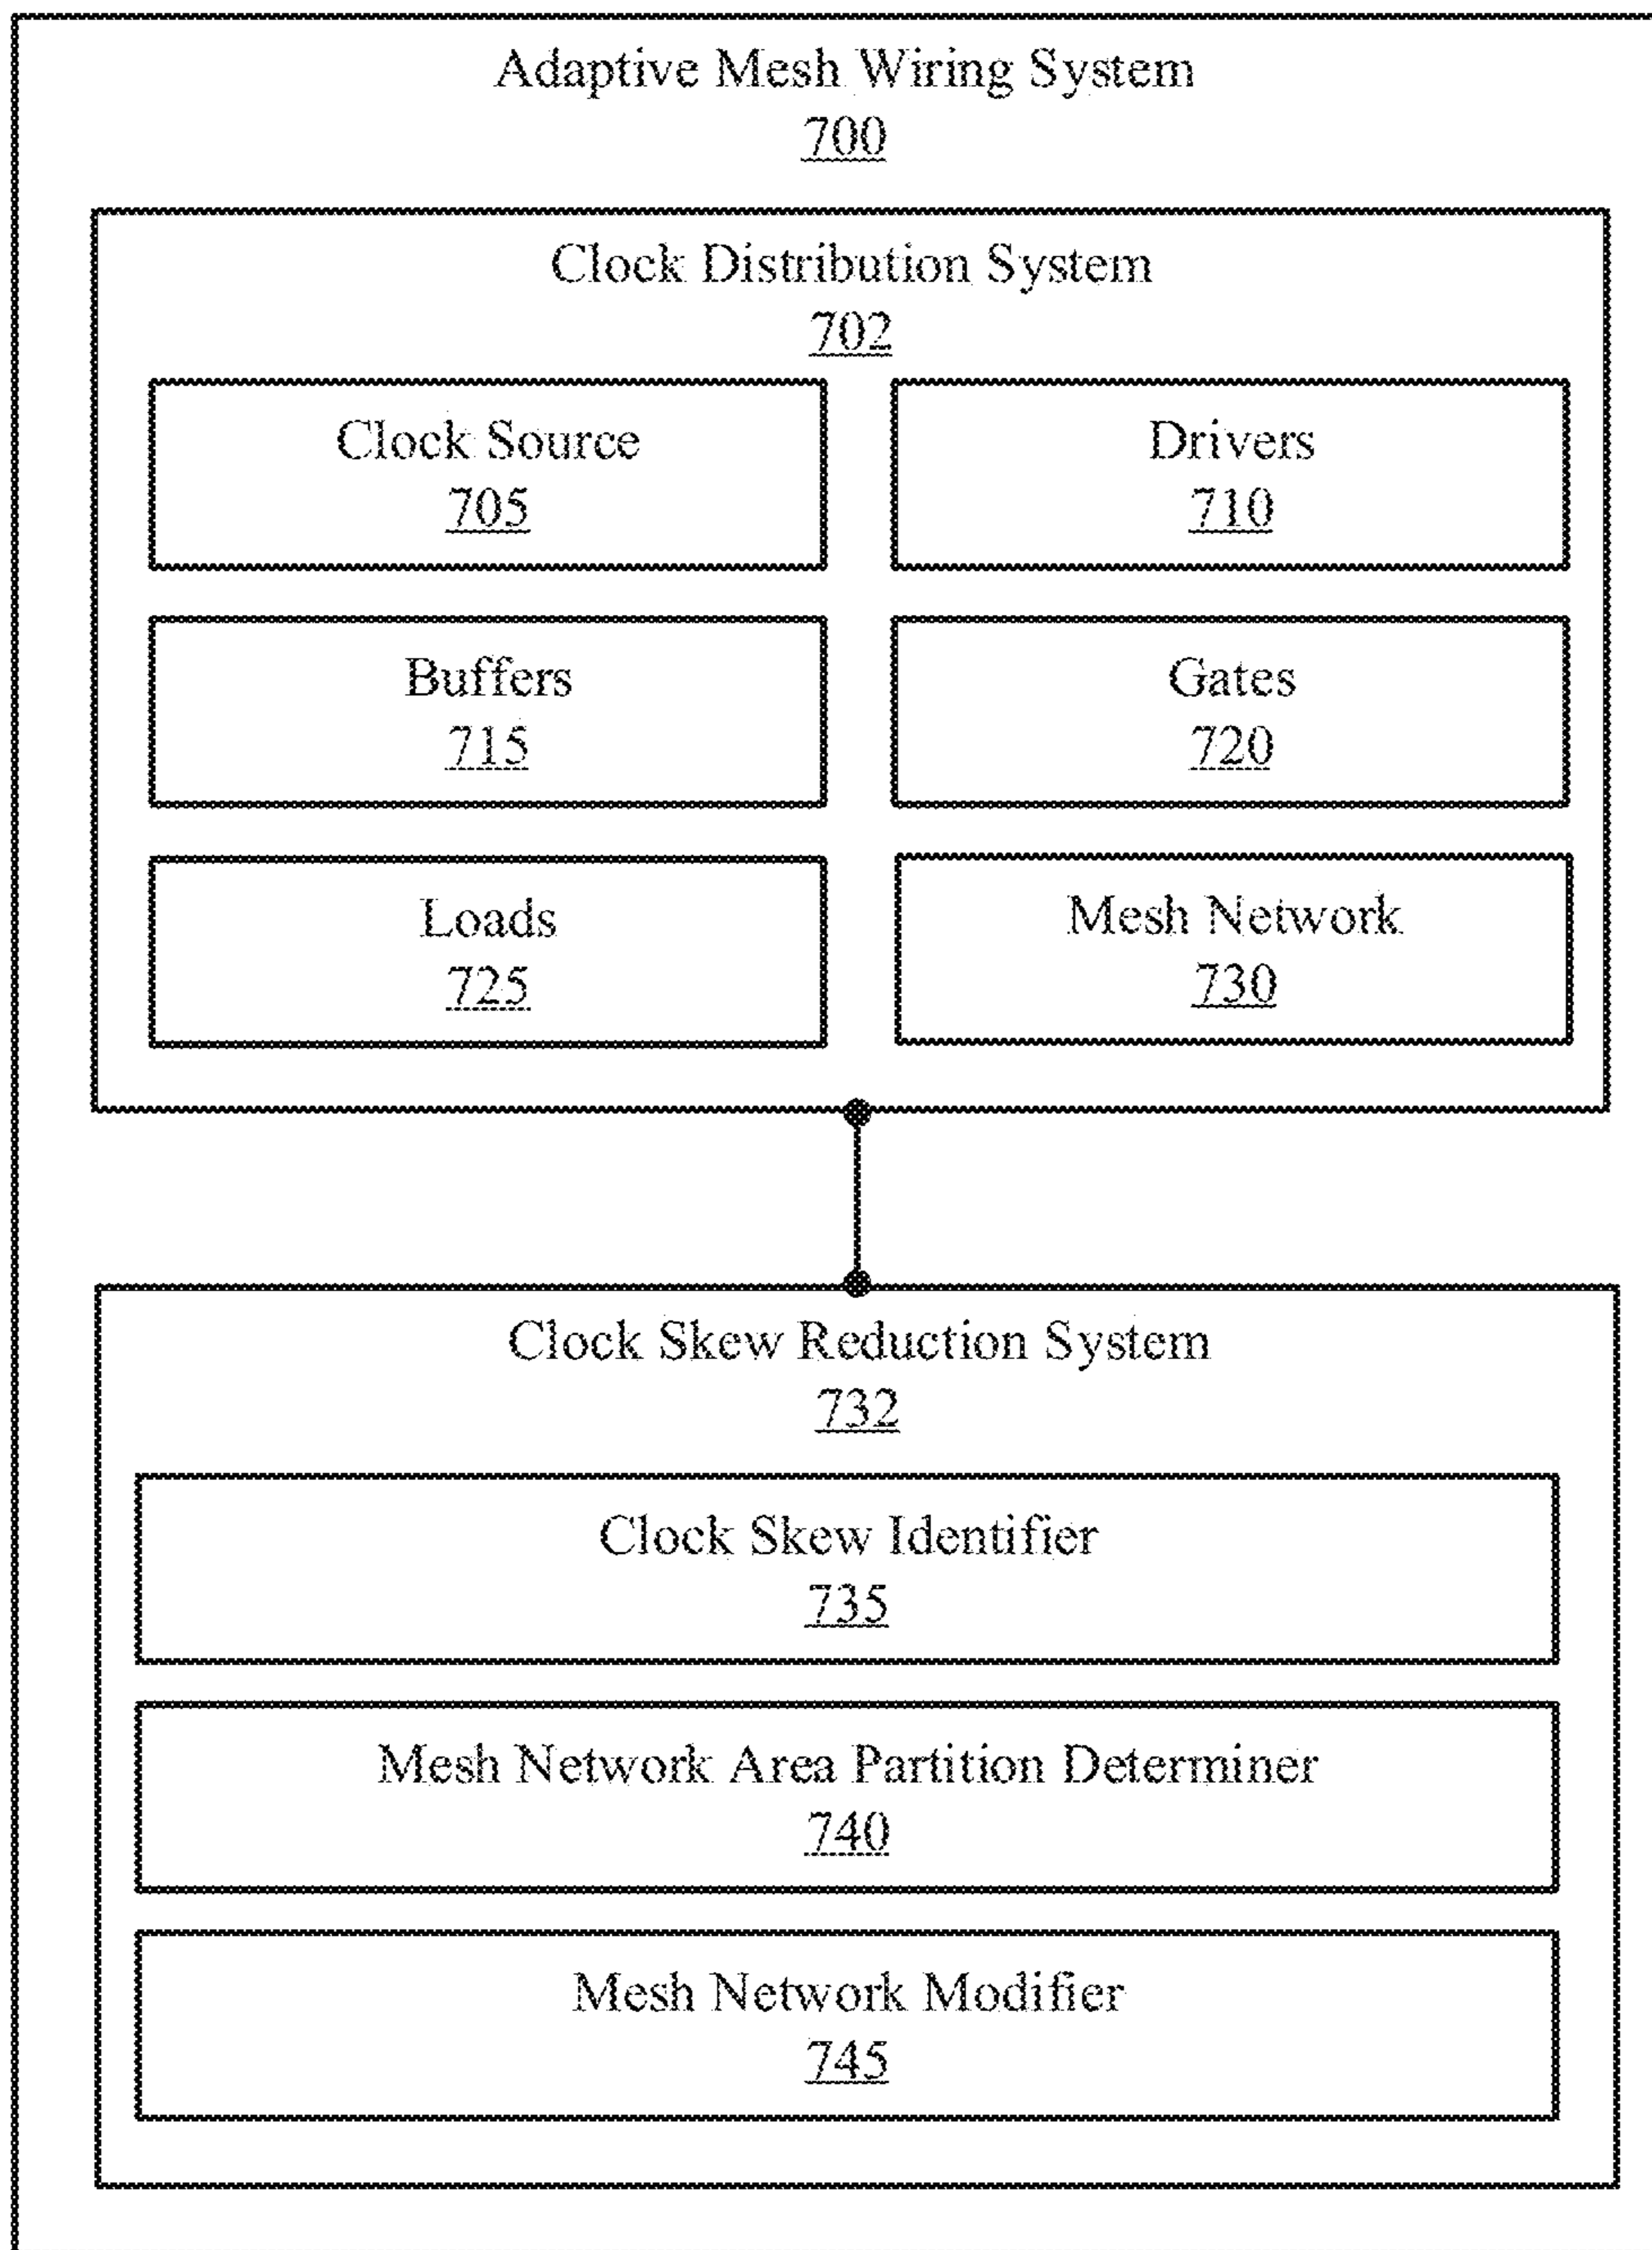 Adaptive Mesh Wiring System
700
Clock Distribution System
702
Clock Source
705
Drivers
710
Buffers
715
Gates
720
Loads
725
Mesh Network
730
Clock Skew Reduction System
732
Clock Skew Identifier
735
Mesh Network Area Partition Determiner
740
Mesh Network Modifier
745